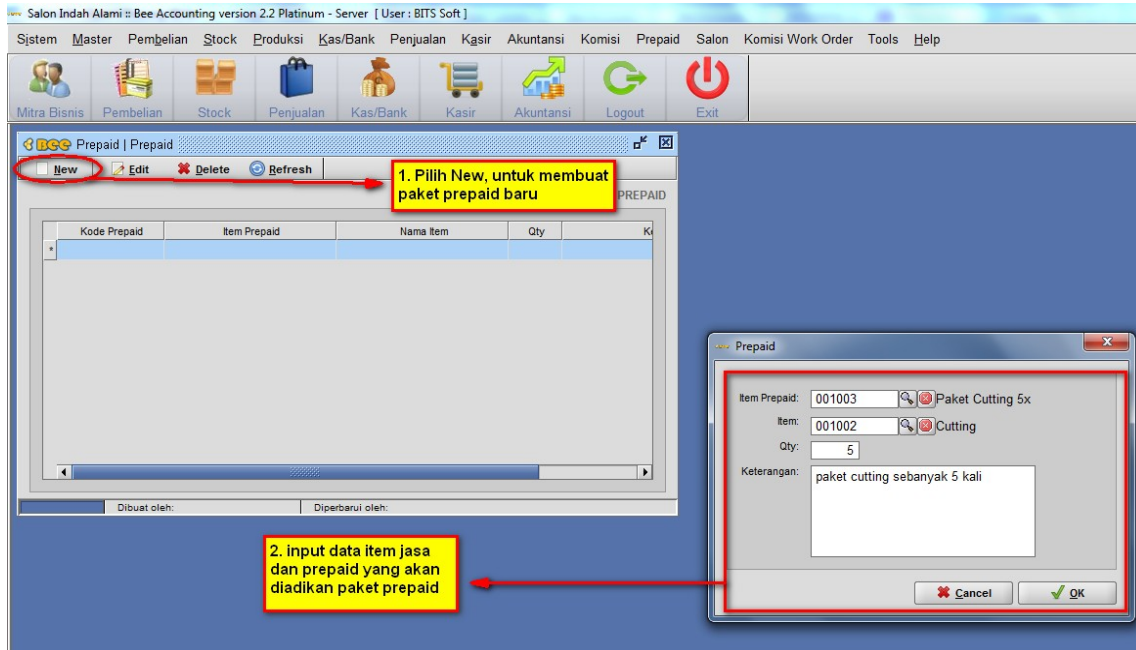 Salon Indah Alami :: Bee Accounting version 2.2 Platinum - Server [ User : BITS Soft ]
Sistem Master Pembelian Stock Produksi Kas/Bank Penjualan Kasir Akuntansi Komisi Prepaid Salon Komisi Work Order Tools Help
Mitra Bisnis Pembelian Stock Penjualan Kas/Bank Kasir Akuntansi Logout Exit
BEE Prepaid | Prepaid
New Edit Delete Refresh
1. Pilih New, untuk membuat
paket prepaid baru
PREPAID
Kode Prepaid Item Prepaid Nama Item Qty Ke
*
Dibuat oleh: Diperbarui oleh:
2. input data item jasa
dan prepaid yang akan
diadikan paket prepaid
Prepaid
Item Prepaid: 001003 Paket Cutting 5x
Item: 001002 Cutting
Qty: 5
Keterangan: paket cutting sebanyak 5 kali
Cancel OK